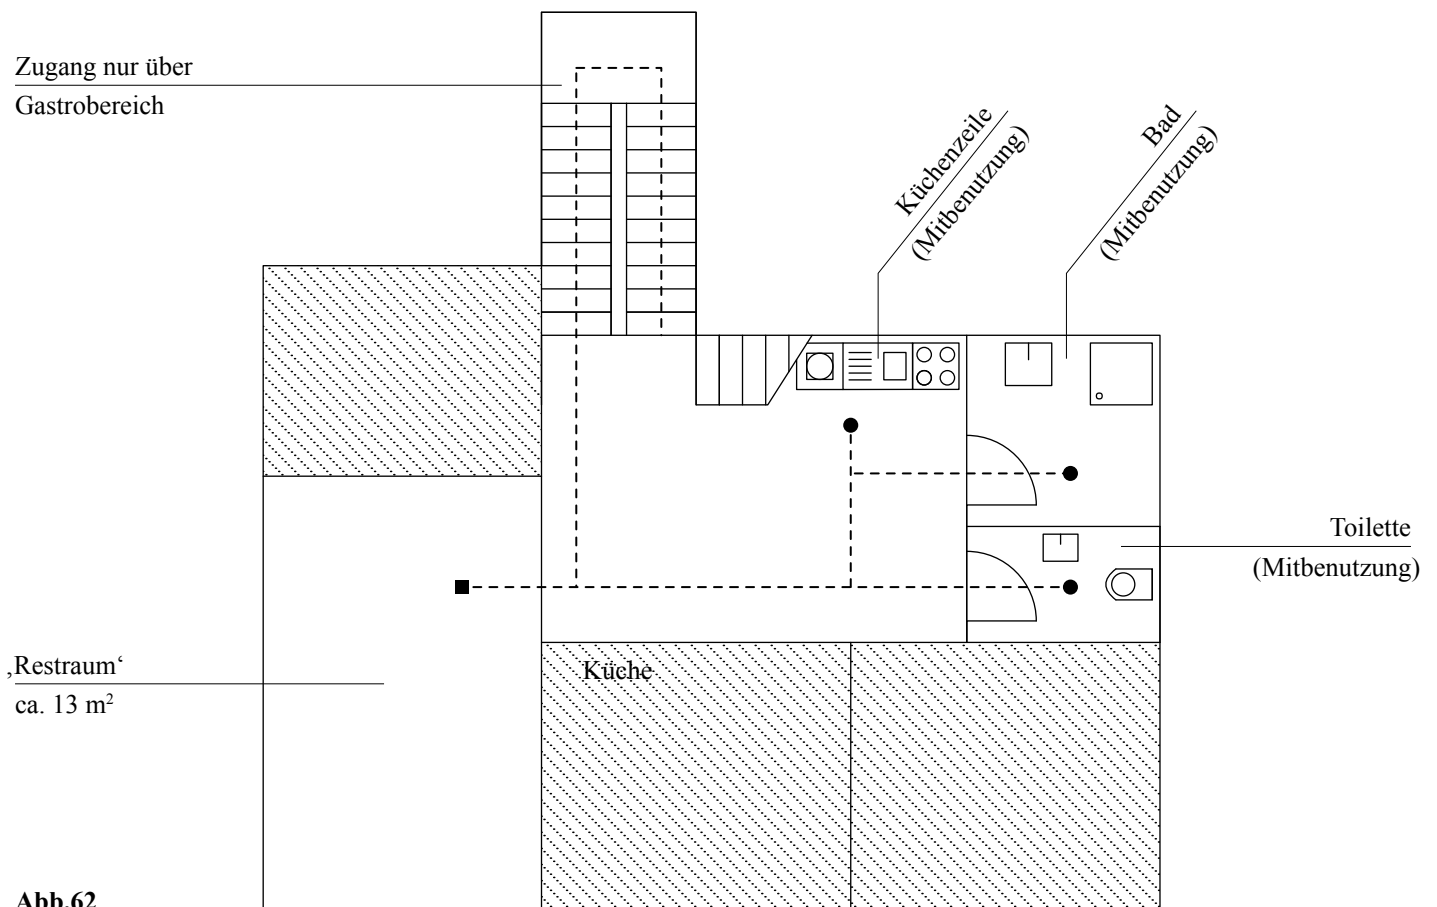 Zugang nur über
Gastrobereich
Küchenzeile
(Mitbenutzung)
Bad
(Mitbenutzung)
Toilette
(Mitbenutzung)
‚Restraum‘
ca. 13 m²
Küche
Abb.62